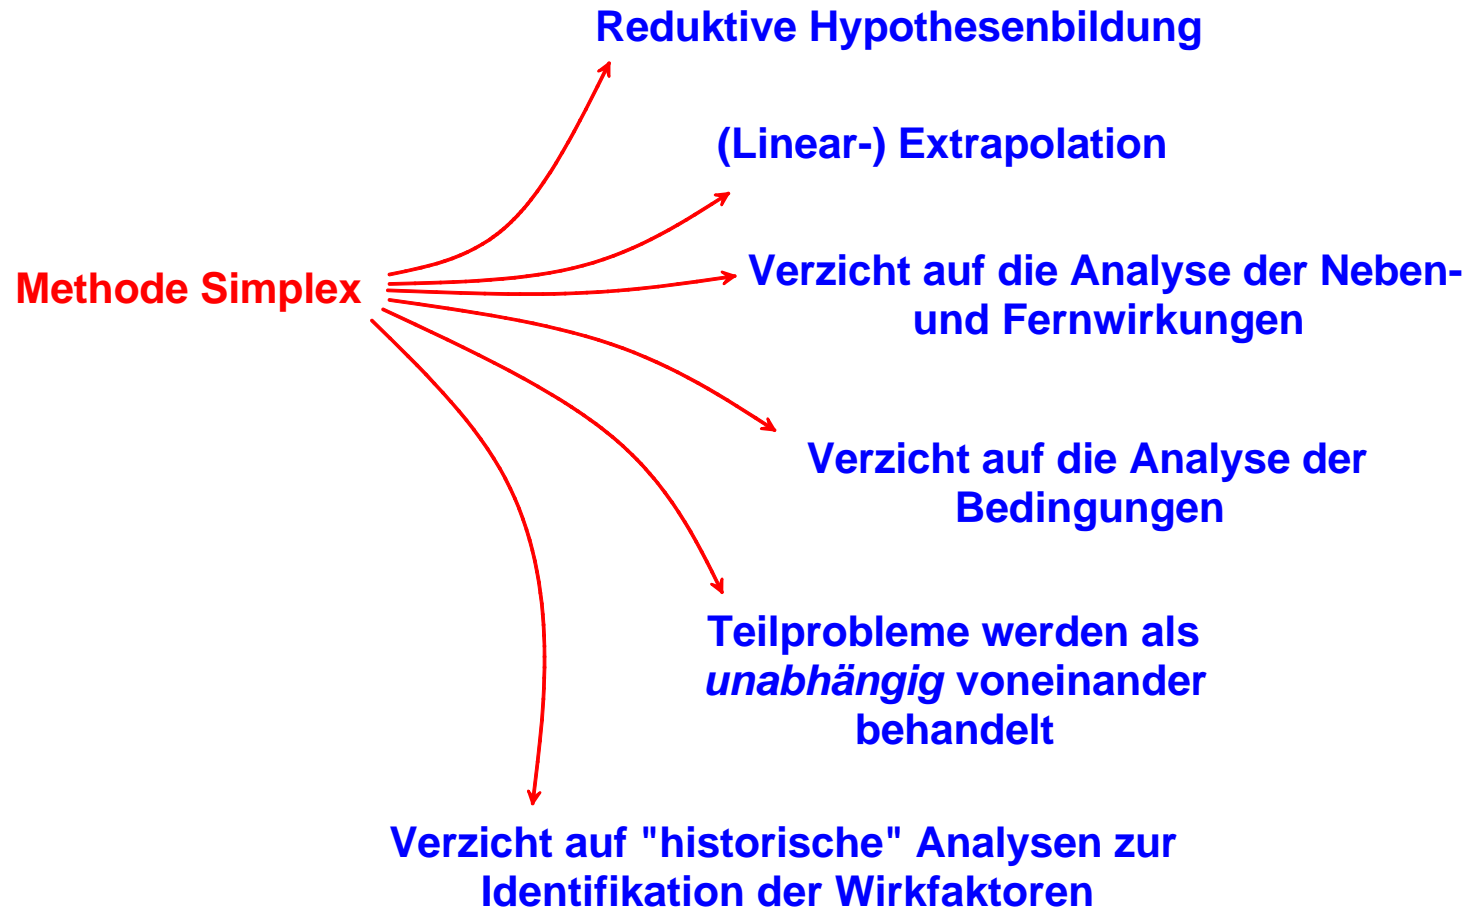 Reduktive Hypothesenbildung
(Linear-) Extrapolation
Methode Simplex
Verzicht auf die Analyse der Neben-
und Fernwirkungen
Verzicht auf die Analyse der
Bedingungen
Teilprobleme werden als
unabhängig voneinander
behandelt
Verzicht auf "historische" Analysen zur
Identifikation der Wirkfaktoren